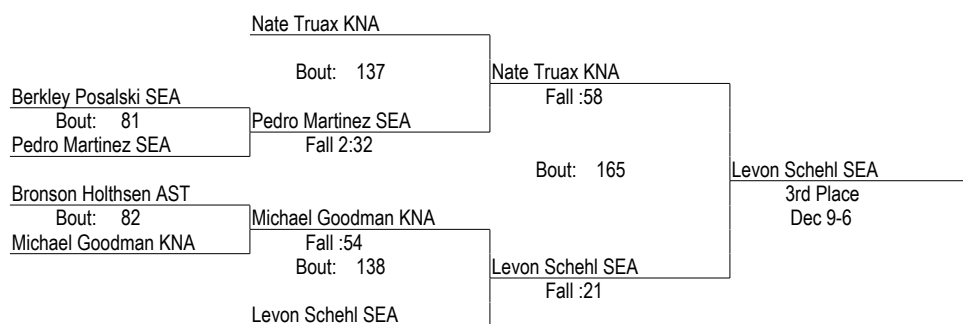 Nate Truax KNA
Bout: 137
Nate Truax KNA
Berkley Posalski SEA
Fall :58
Bout: 81
Pedro Martinez SEA
Pedro Martinez SEA
Fall 2:32
Bout: 165
Levon Schehl SEA
Bronson Holthsen AST
3rd Place
Bout: 82
Michael Goodman KNA
Dec 9-6
Michael Goodman KNA
Fall :54
Bout: 138
Levon Schehl SEA
Fall :21
Levon Schehl SEA